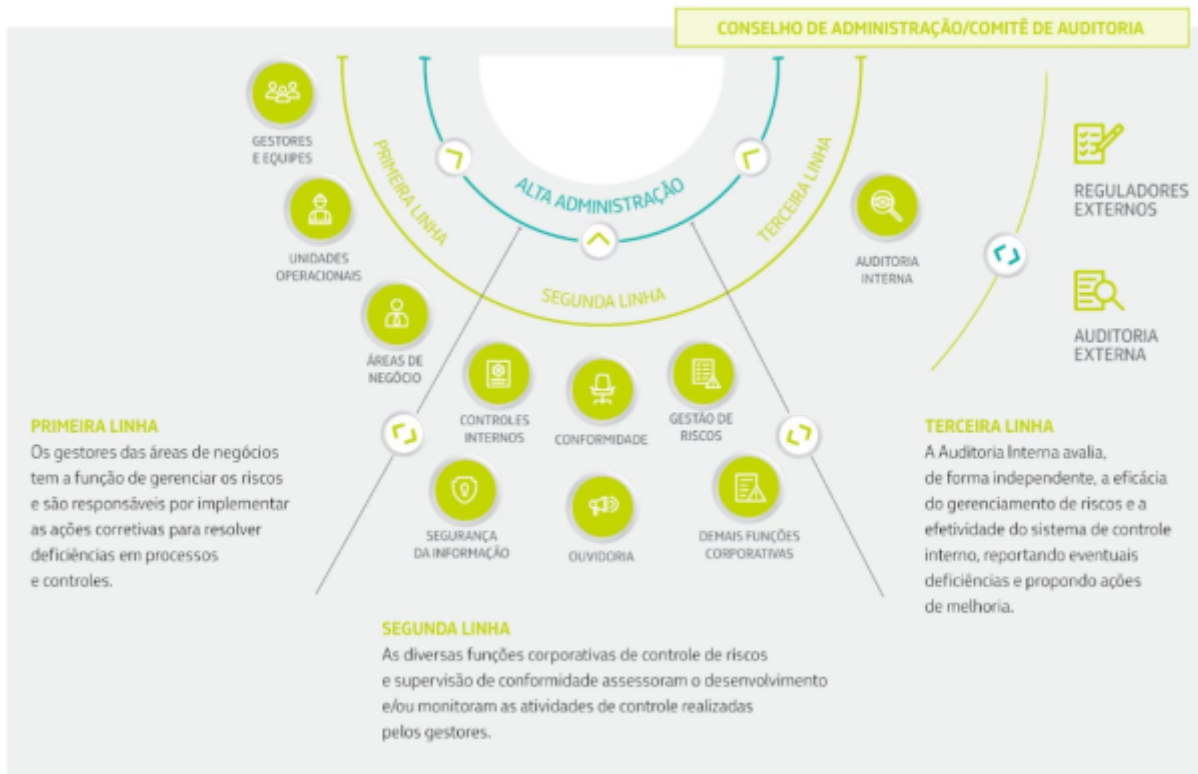 CONSELHO DE ADMINISTRAÇÃO/COMITÊ DE AUDITORIA
GESTORES
E EQUIPES
UNIDADES
OPERACIONAIS
ÁREAS DE
NEGÓCIO
PRIMEIRA LINHA
ALTA ADMINISTRAÇÃO
SEGUNDA LINHA
TERCEIRA LINHA
CONTROLES
INTERNOS
CONFORMIDADE
GESTÃO DE
RISCOS
SEGURANÇA
DA INFORMAÇÃO
OUVIDORIA
DEMAIS FUNÇÕES
CORPORATIVAS
AUDITORIA
INTERNA
REGULADORES
EXTERNOS
AUDITORIA
EXTERNA
PRIMEIRA LINHA
Os gestores das áreas de negócios
tem a função de gerenciar os riscos
e são responsáveis por implementar
as ações corretivas para resolver
deficiências em processos
e controles.
SEGUNDA LINHA
As diversas funções corporativas de controle de riscos
e supervisão de conformidade assessoram o desenvolvimento
e/ou monitoram as atividades de controle realizadas
pelos gestores.
TERCEIRA LINHA
A Auditoria Interna avalia,
de forma independente, a eficácia
do gerenciamento de riscos e a
efetividade do sistema de controle
interno, reportando eventuais
deficiências e propondo ações
de melhoria.